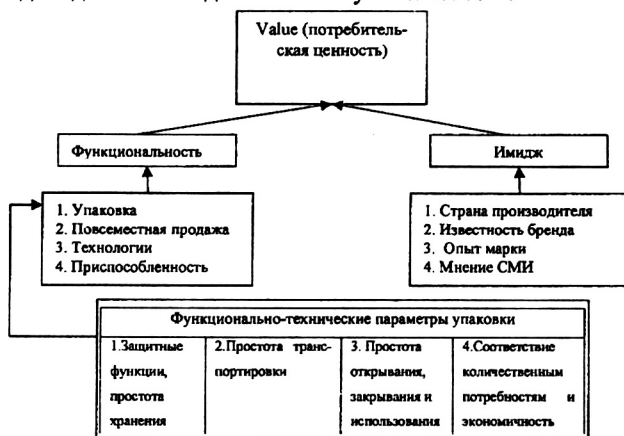 Value (потребитель-
ская ценность)
Функциональность
Имидж
1. Упаковка
2. Повсеместная продажа
3. Технологии
4. Приспособленность
1. Страна производителя
2. Известность бренда
3. Опыт марки
4. Мнение СМИ
Функционально-технические параметры упаковки
1.Защитные
функции,
простота
хранения
2.Простота транс-
портировки
3. Простота
открывания,
закрывания и
использования
4.Соответствие
количественным
потребностям и
экономичность